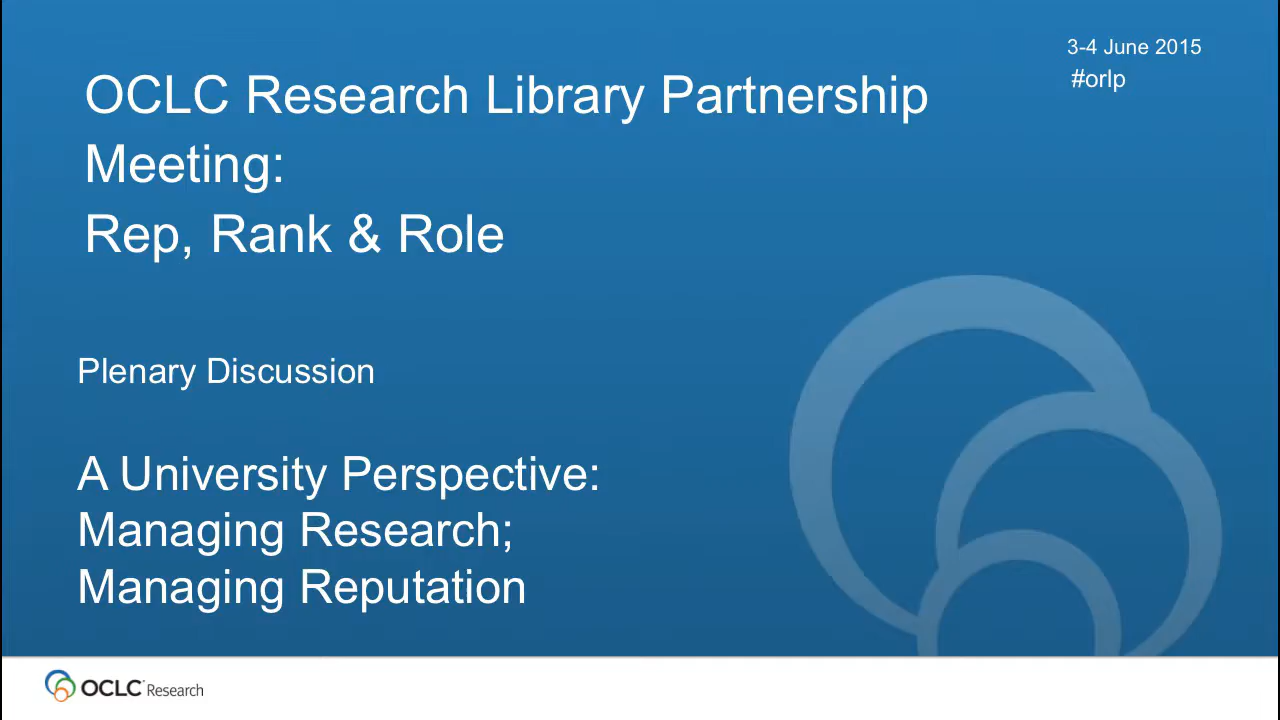 3-4 June 2015
#orlp
OCLC Research Library Partnership
Meeting:
Rep, Rank & Role
Plenary Discussion
A University Perspective:
Managing Research;
Managing Reputation
OCLC Research